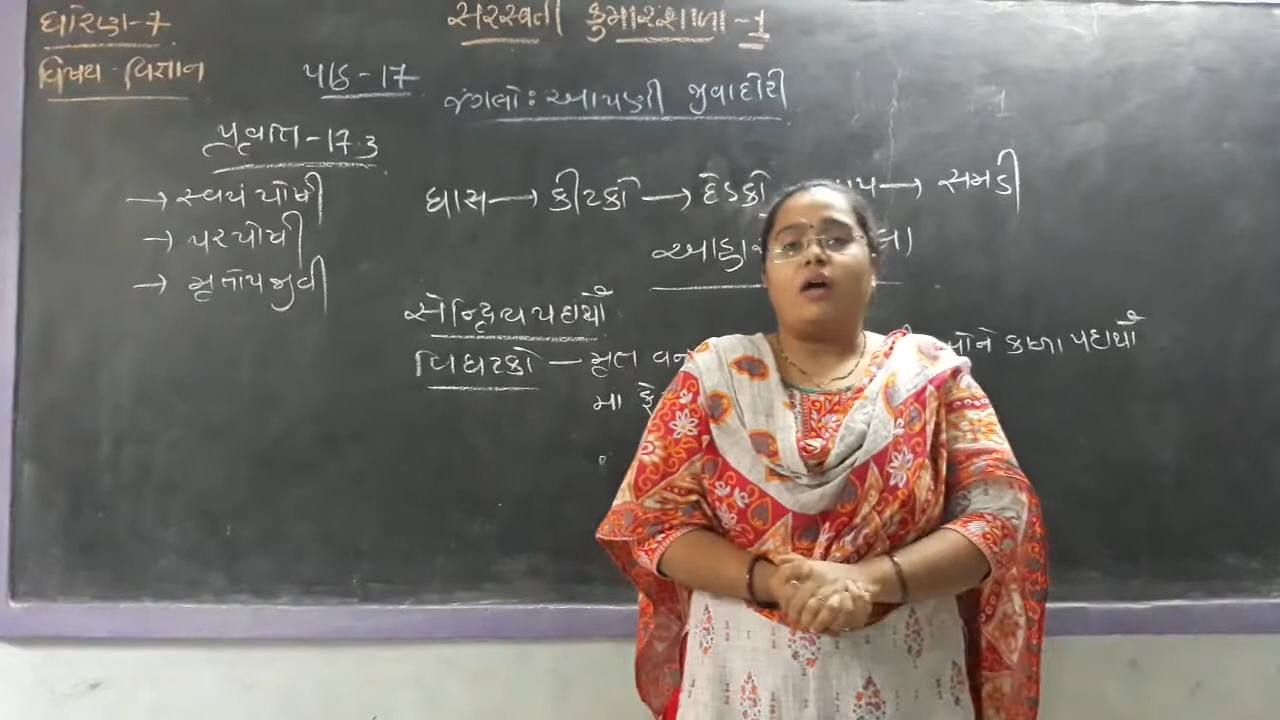 ધોરણ-7
સરસ્વતી કુમારશાળા-1
વિષય-વિજ્ઞાન
પાઠ-17
જંગલો: આપણી જીવાદોરી
પ્રવૃત્તિ-17.3
→ સ્વયંપોષી
→ પરપોષી
→ મૃતોપજીવી
ઘાસ → કીટકો → દેડકો → સમડી
સેન્દ્રિય પદાર્થો
વિઘટકો - મૃત કાળા પદાર્થો
મા